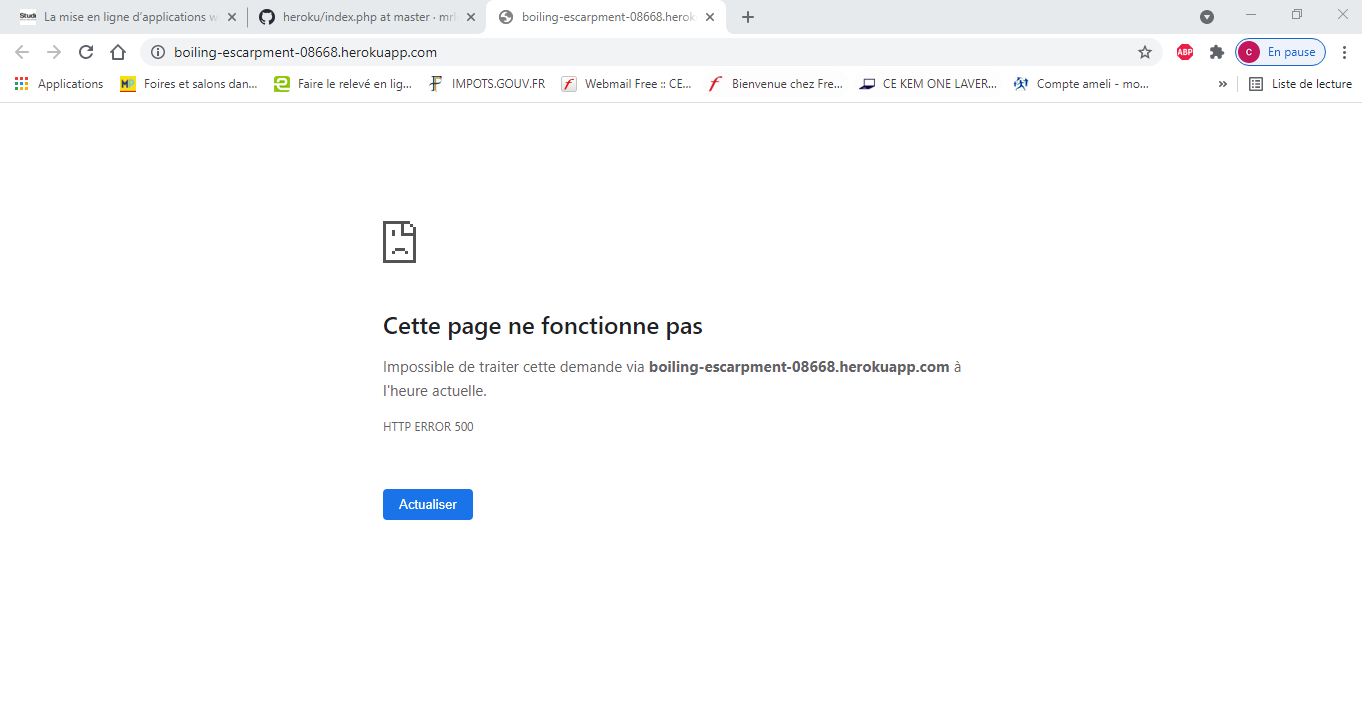 Studi La mise en ligne d'applications w
heroku/index.php at master · mrl
boiling-escarpment-08668.herok
boiling-escarpment-08668.herokuapp.com
ABP
c En pause
Applications
MP Foires et salons dan...
Faire le relevé en lig...
IMPOTS.GOUV.FR
f Webmail Free :: CE...
f Bienvenue chez Fre...
CE KEM ONE LAVER...
Compte ameli - mo...
»
Liste de lecture
Cette page ne fonctionne pas
Impossible de traiter cette demande via boiling-escarpment-08668.herokuapp.com à
l'heure actuelle.
HTTP ERROR 500
Actualiser